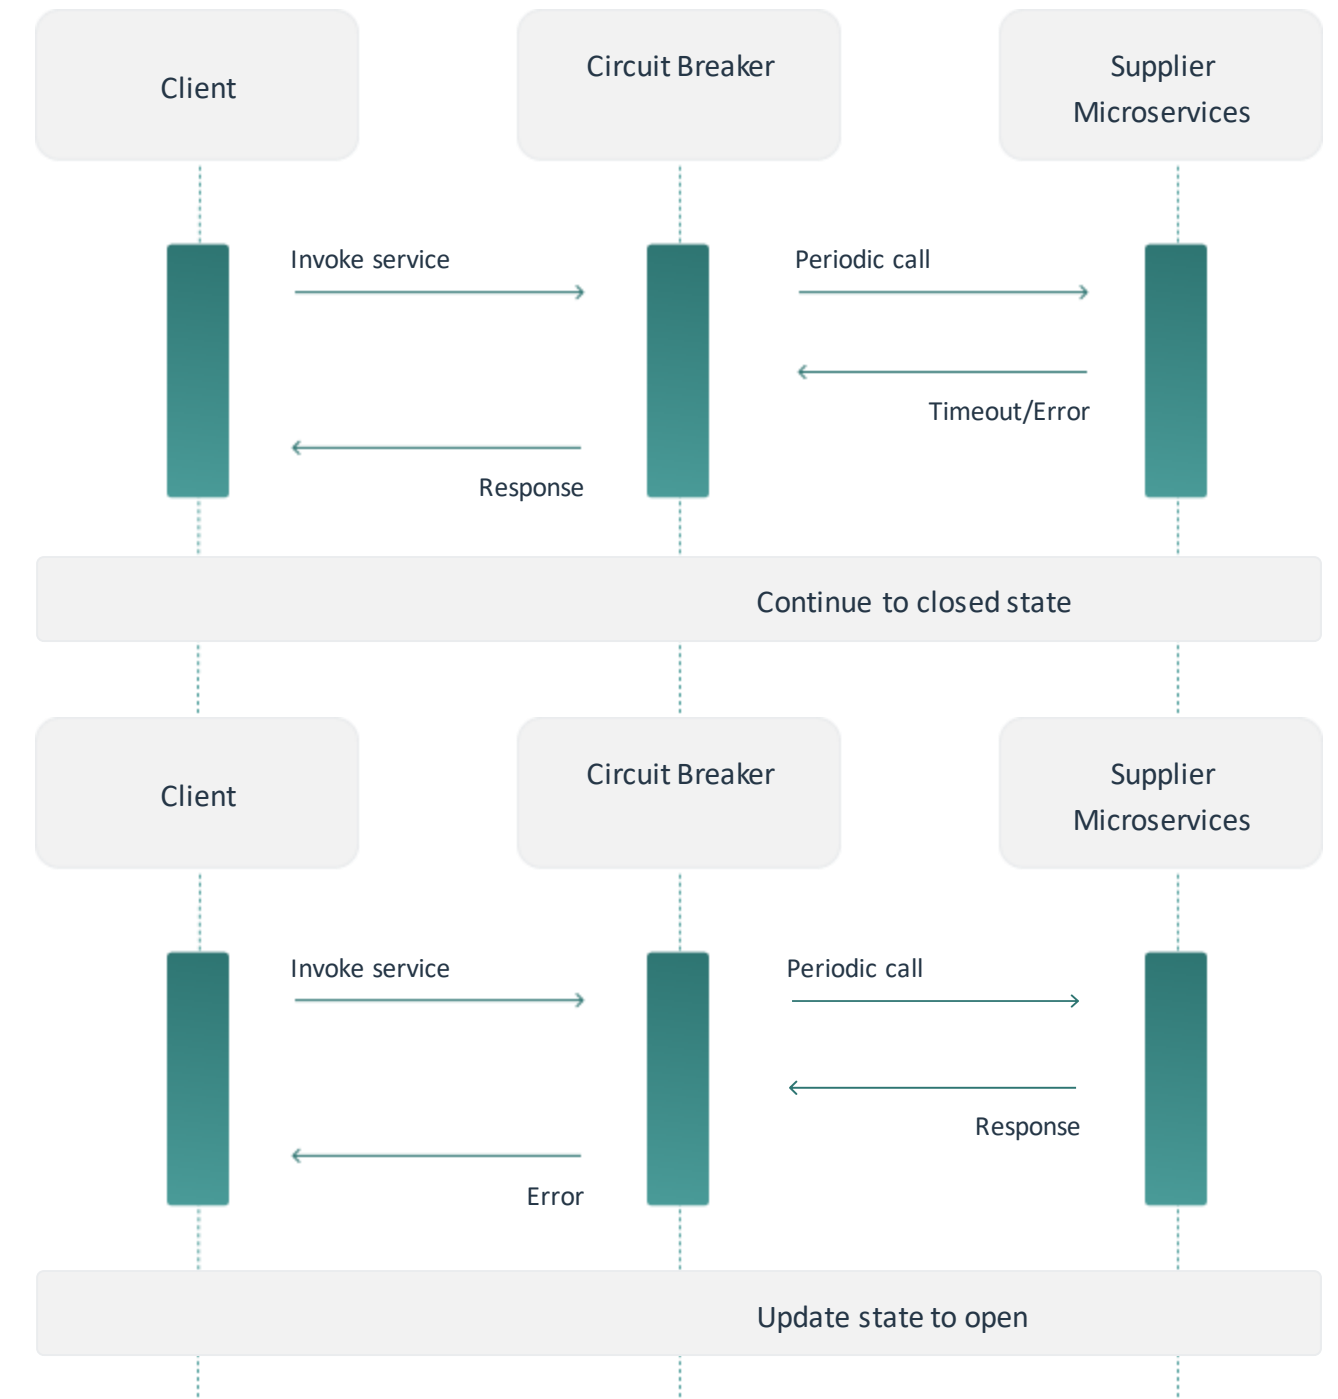 Client
Circuit Breaker
Supplier
Microservices
Invoke service
Periodic call
Timeout/Error
Response
Continue to closed state
Client
Circuit Breaker
Supplier
Microservices
Invoke service
Periodic call
Response
Error
Update state to open